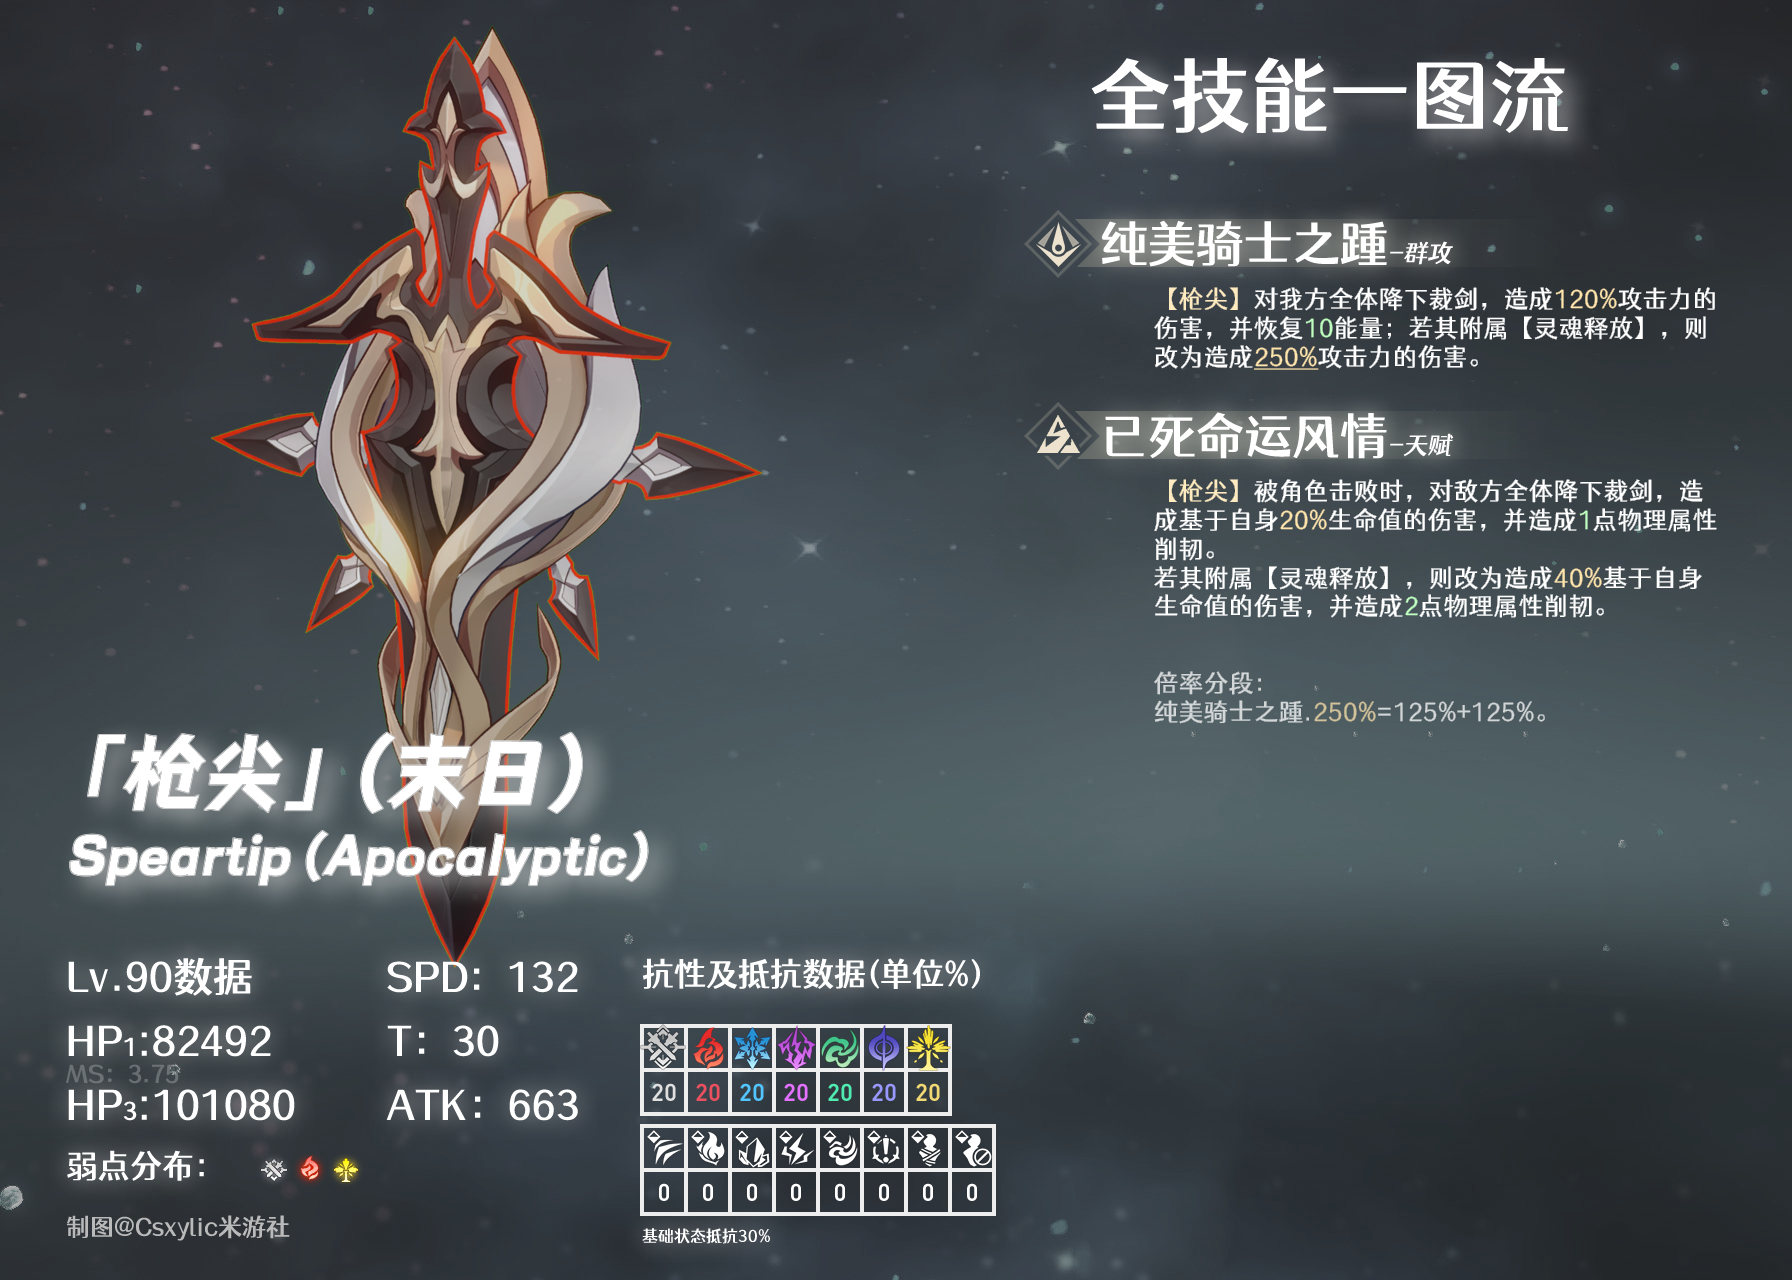 全技能一图流
纯美骑士之踵-群攻
【枪尖】对我方全体降下裁剑，造成120%攻击力的
伤害，并恢复10能量；若其附属【灵魂释放】，则
改为造成250%攻击力的伤害。
已死命运风情-天赋
【枪尖】被角色击败时，对敌方全体降下裁剑，造
成基于自身20%生命值的伤害，并造成1点物理属性
削韧。
若其附属【灵魂释放】，则改为造成40%基于自身
生命值的伤害，并造成2点物理属性削韧。
倍率分段：
纯美骑士之踵.250%=125%+125%。
「枪尖」（末日）
Speartip (Apocalyptic)
Lv.90数据
SPD：132
HP1:82492
T：30
MS：3.75
HP3:101080
ATK：663
弱点分布：
制图@Csxylic米游社
抗性及抵抗数据(单位%)
20 20 20 20 20 20 20
0 0 0 0 0 0 0 0
基础状态抵抗30%